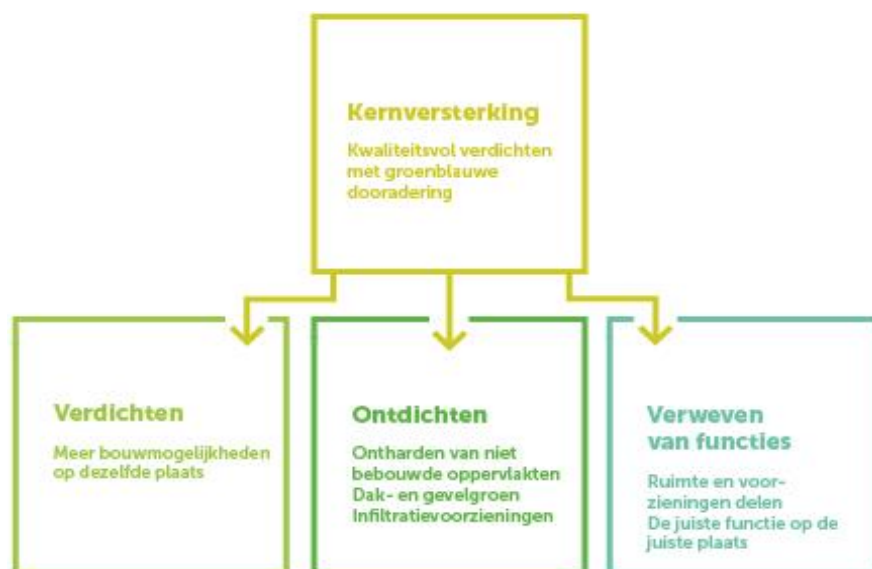 Kernversterking
Kwaliteitsvol verdichten
met groenblauwe
dooradering
Verdichten
Meer bouwmogelijkheden
op dezelfde plaats
Ontdichten
Ontharden van niet
bebouwde oppervlakten
Dak- en gevelgroen
Infiltratievoorzieningen
Verweven
van functies
Ruimte en voor-
zieningen delen
De juiste functie op de
juiste plaats